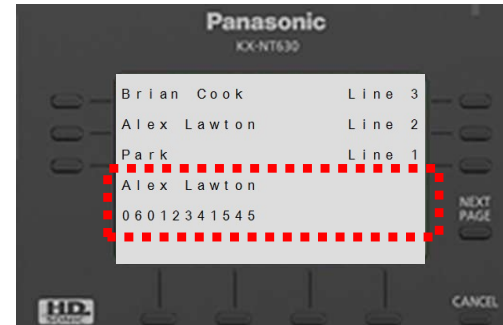 Panasonic
KX-NT630
Brian Cook Line 3
Alex Lawton Line 2
Park Line 1
Alex Lawton
06012341545
NEXT
PAGE
HD
SONIC
CANCEL